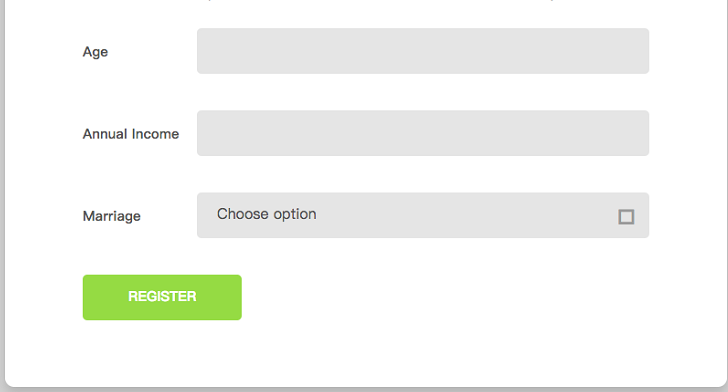 Age
Annual Income
Marriage
Choose option
REGISTER